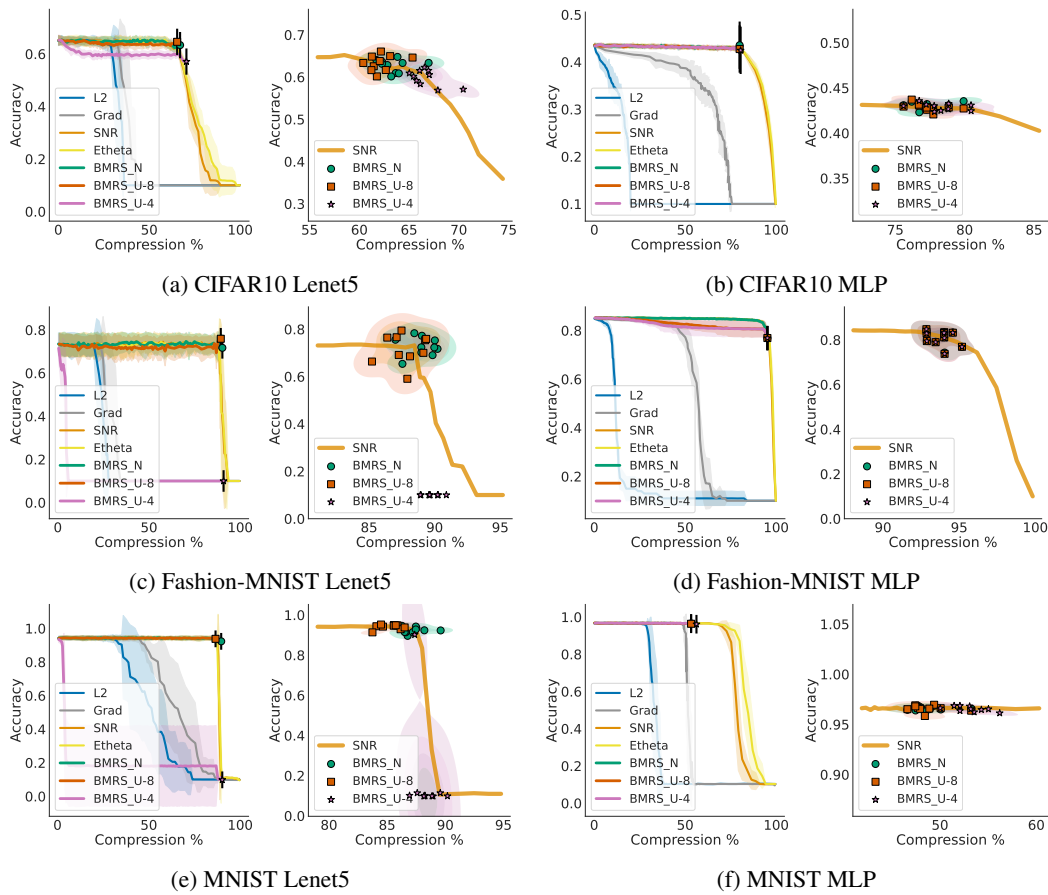 0.6
0.4
0.2
0.0
Accuracy
L2
Grad
SNR
Etheta
BMRS_N
BMRS_U-8
BMRS_U-4
0 50 100
Compression %
0.7
0.6
0.5
0.4
0.3
Accuracy
SNR
BMRS_N
BMRS_U-8
BMRS_U-4
55 60 65 70 75
Compression %
(a) CIFAR10 Lenet5
0.5
0.4
0.3
0.2
0.1
Accuracy
L2
Grad
SNR
Etheta
BMRS_N
BMRS_U-8
BMRS_U-4
0 50 100
Compression %
0.50
0.45
0.40
0.35
Accuracy
SNR
BMRS_N
BMRS_U-8
BMRS_U-4
75 80 85
Compression %
(b) CIFAR10 MLP
0.8
0.6
0.4
0.2
0.0
Accuracy
L2
Grad
SNR
Etheta
BMRS_N
BMRS_U-8
BMRS_U-4
0 50 100
Compression %
0.8
0.6
0.4
0.2
0.0
Accuracy
SNR
BMRS_N
BMRS_U-8
BMRS_U-4
85 90 95
Compression %
(c) Fashion-MNIST Lenet5
0.8
0.6
0.4
0.2
Accuracy
L2
Grad
SNR
Etheta
BMRS_N
BMRS_U-8
BMRS_U-4
0 50 100
Compression %
0.8
0.6
0.4
0.2
0.0
Accuracy
SNR
BMRS_N
BMRS_U-8
BMRS_U-4
90 95 100
Compression %
(d) Fashion-MNIST MLP
1.0
0.8
0.6
0.4
0.2
0.0
Accuracy
L2
Grad
SNR
Etheta
BMRS_N
BMRS_U-8
BMRS_U-4
0 50 100
Compression %
1.0
0.8
0.6
0.4
0.2
0.0
Accuracy
SNR
BMRS_N
BMRS_U-8
BMRS_U-4
80 85 90 95
Compression %
(e) MNIST Lenet5
1.0
0.8
0.6
0.4
0.2
0.0
Accuracy
L2
Grad
SNR
Etheta
BMRS_N
BMRS_U-8
BMRS_U-4
0 50 100
Compression %
1.05
1.00
0.95
0.90
Accuracy
SNR
BMRS_N
BMRS_U-8
BMRS_U-4
50 60
Compression %
(f) MNIST MLP